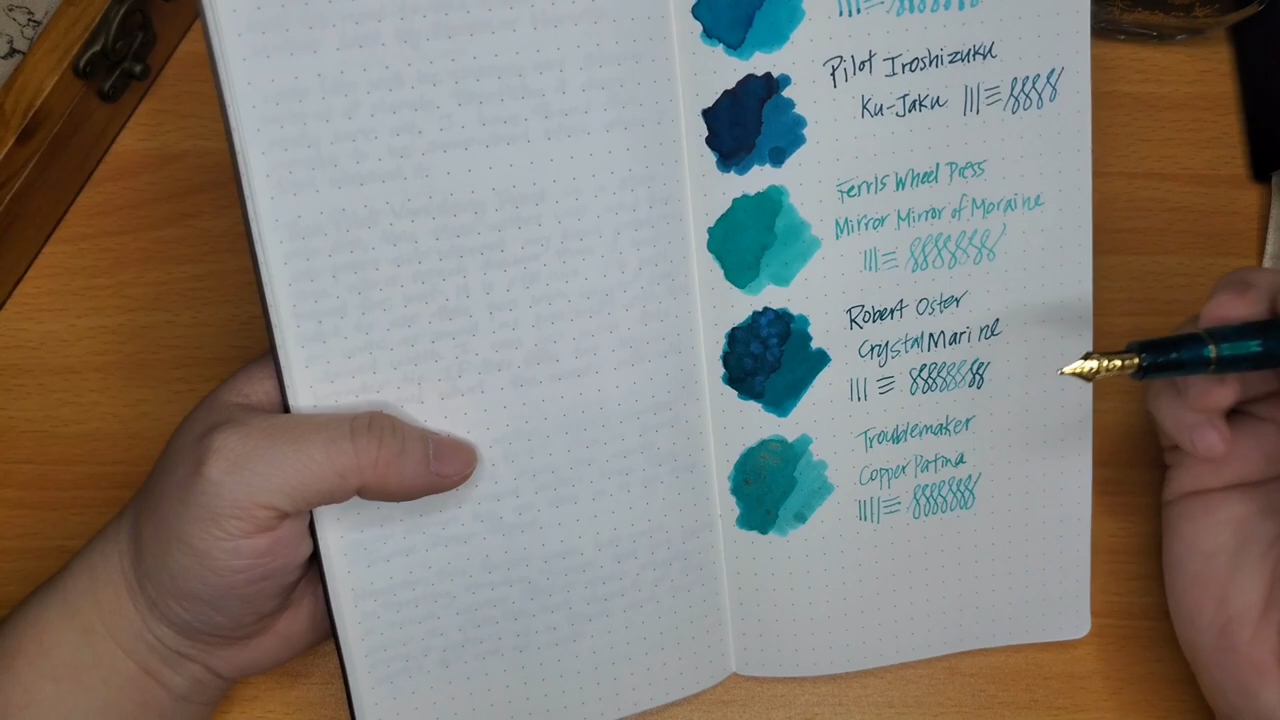 Pilot Iroshizuku
Ku-Jaku
Ferris Wheel Press
Mirror Mirror of Moraine
Robert Oster
Crystal Marine
Troublemaker
Copper Patina